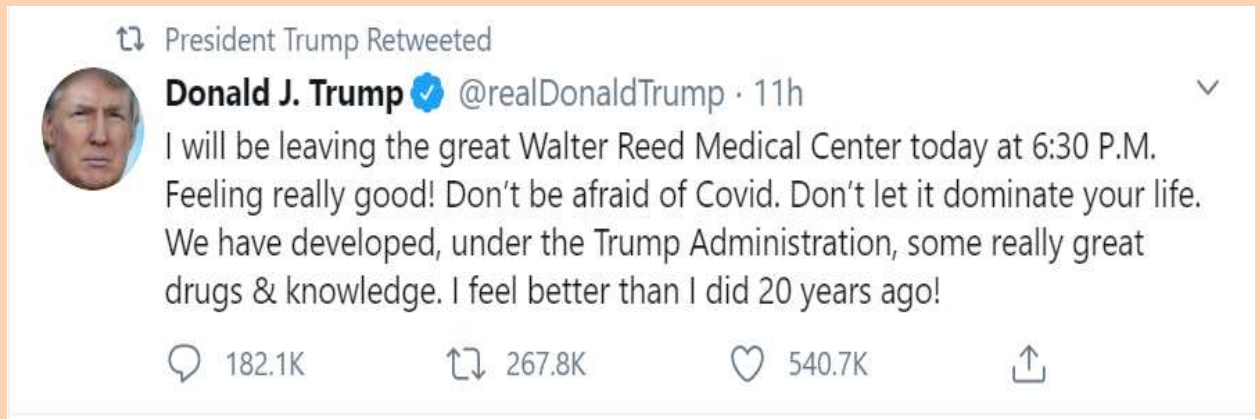 President Trump Retweeted
Donald J. Trump @realDonaldTrump · 11h
I will be leaving the great Walter Reed Medical Center today at 6:30 P.M.
Feeling really good! Don’t be afraid of Covid. Don’t let it dominate your life.
We have developed, under the Trump Administration, some really great
drugs & knowledge. I feel better than I did 20 years ago!
182.1K 267.8K 540.7K